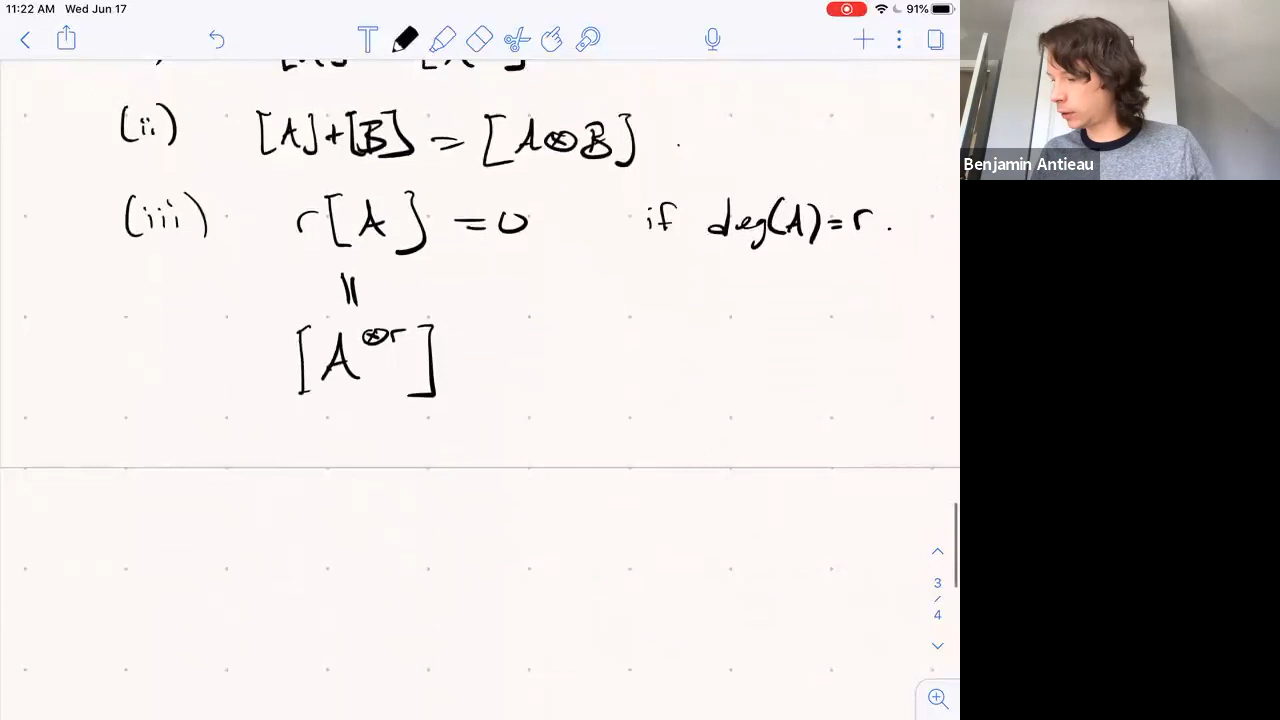 11:22 AM Wed Jun 17
91%
(ii) [A]+[B] = [A⊗B].
(iii) r[A] = 0 if deg(A)=r.
||
[A^{⊗r}]
3
/
4
Benjamin Antieau